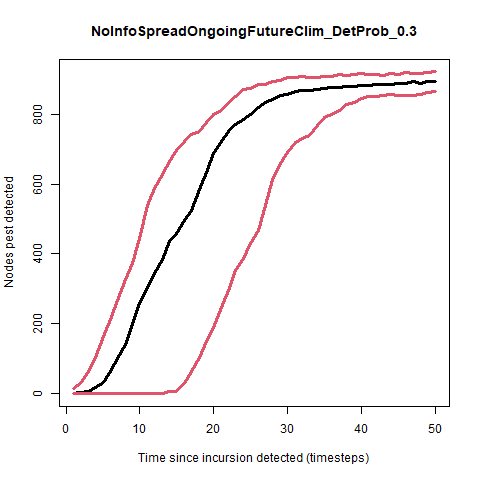 NoInfoSpreadOngoingFutureClim_DetProb_0.3
Nodes pest detected
800
600
400
200
0
0 10 20 30 40 50
Time since incursion detected (timesteps)